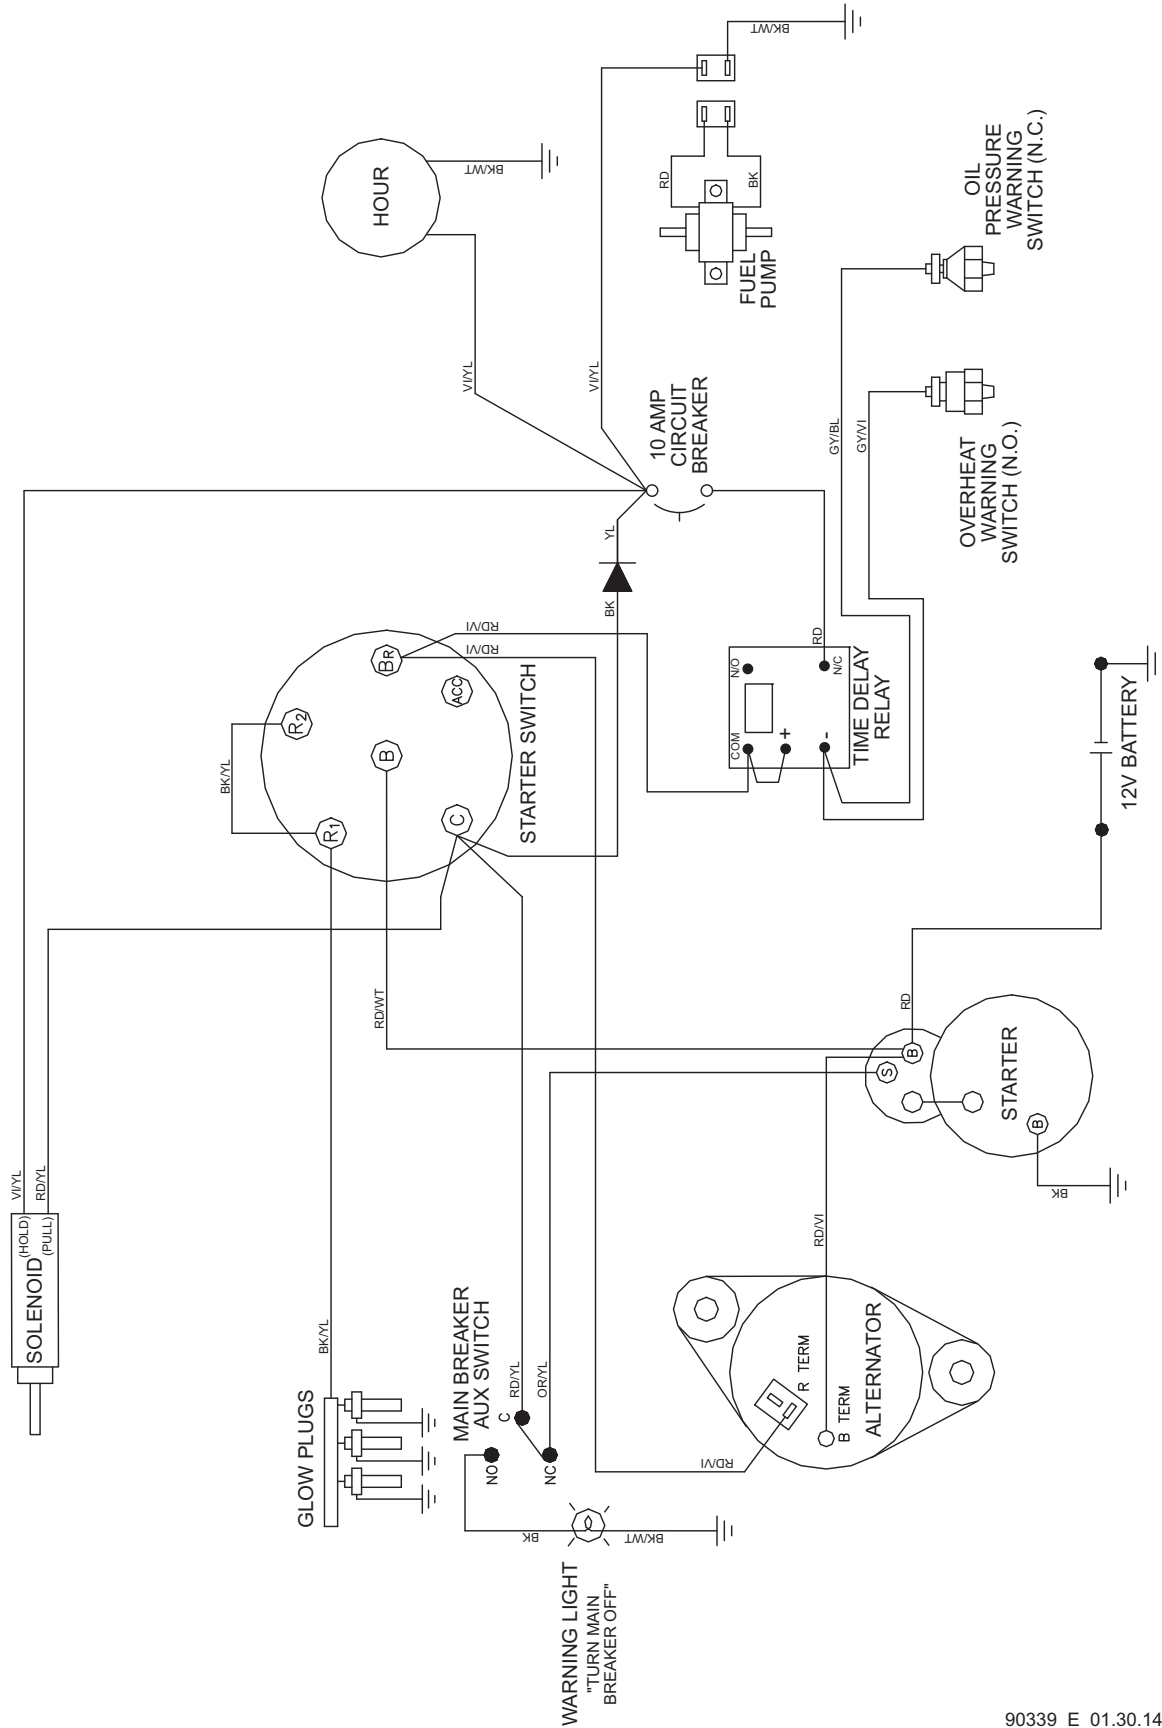 SOLENOID
(HOLD)
(PULL)
VI/YL
RD/YL
HOUR
BK/WT
VI/YL
BK/WT
VI/YL
RD
BK
FUEL
PUMP
10 AMP
CIRCUIT
BREAKER
OIL
PRESSURE
WARNING
SWITCH (N.C.)
OVERHEAT
WARNING
SWITCH (N.O.)
GY/BL
GY/VI
YL
BK
RD/VI
RD/VI
R2
BR
ACC
B
R1
C
BK/YL
STARTER SWITCH
RD
N/O
N/C
COM
+
-
TIME DELAY
RELAY
12V BATTERY
RD/WT
RD
S
B
B
STARTER
BK
BK/YL
GLOW PLUGS
MAIN BREAKER
AUX SWITCH
RD/YL
OR/YL
C
NO
NC
RD/VI
RD/VI
R TERM
B TERM
ALTERNATOR
BK
BK/WT
WARNING LIGHT
"TURN MAIN
BREAKER OFF"
90339 E 01.30.14